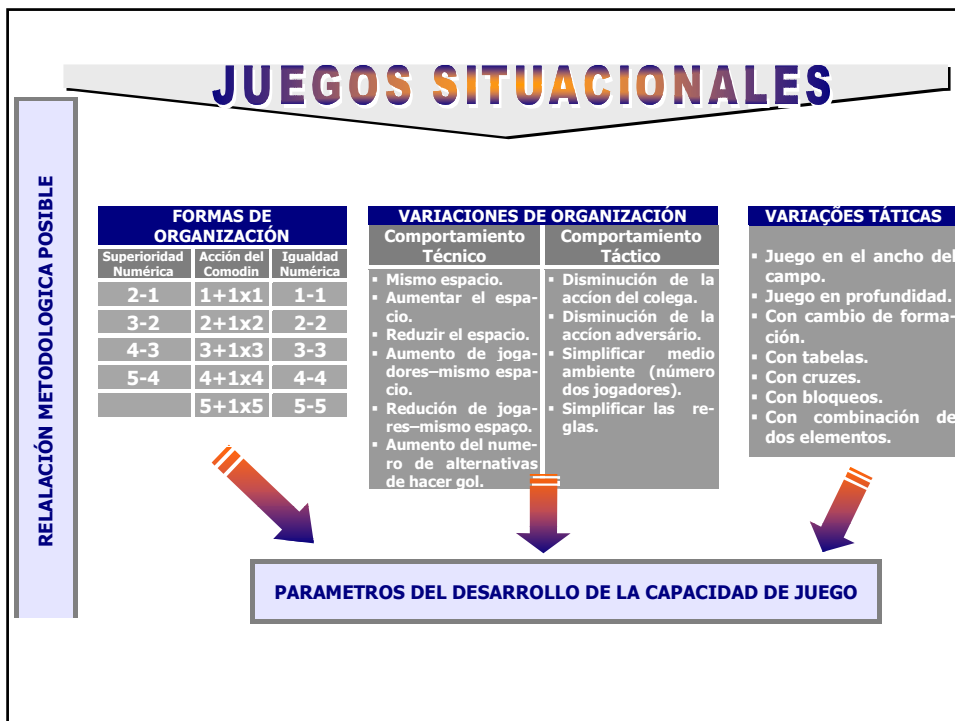 JUEGOS SITUACIONALES
RELALACIÓN METODOLOGICA POSIBLE
FORMAS DE
ORGANIZACIÓN
Superioridad
Numérica
Acción del
Comodin
Igualdad
Numérica
2-1
1+1x1
1-1
3-2
2+1x2
2-2
4-3
3+1x3
3-3
5-4
4+1x4
4-4
5+1x5
5-5
VARIACIONES DE ORGANIZACIÓN
Comportamiento
Técnico
▪ Mismo espacio.
▪ Aumentar el espa-
cio.
▪ Reduzir el espacio.
▪ Aumento de joga-
dores–mismo espa-
cio.
▪ Redución de joga-
res–mismo espaço.
▪ Aumento del nume-
ro de alternativas
de hacer gol.
Comportamiento
Táctico
▪ Disminución de la
accíon del colega.
▪ Disminución de la
accíon adversário.
▪ Simplificar medio
ambiente (número
dos jogadores).
▪ Simplificar las re-
glas.
VARIAÇÕES TÁTICAS
▪ Juego en el ancho del
campo.
▪ Juego en profundidad.
▪ Con cambio de forma-
ción.
▪ Con tabelas.
▪ Con cruzes.
▪ Con bloqueos.
▪ Con combinación de
dos elementos.
PARAMETROS DEL DESARROLLO DE LA CAPACIDAD DE JUEGO